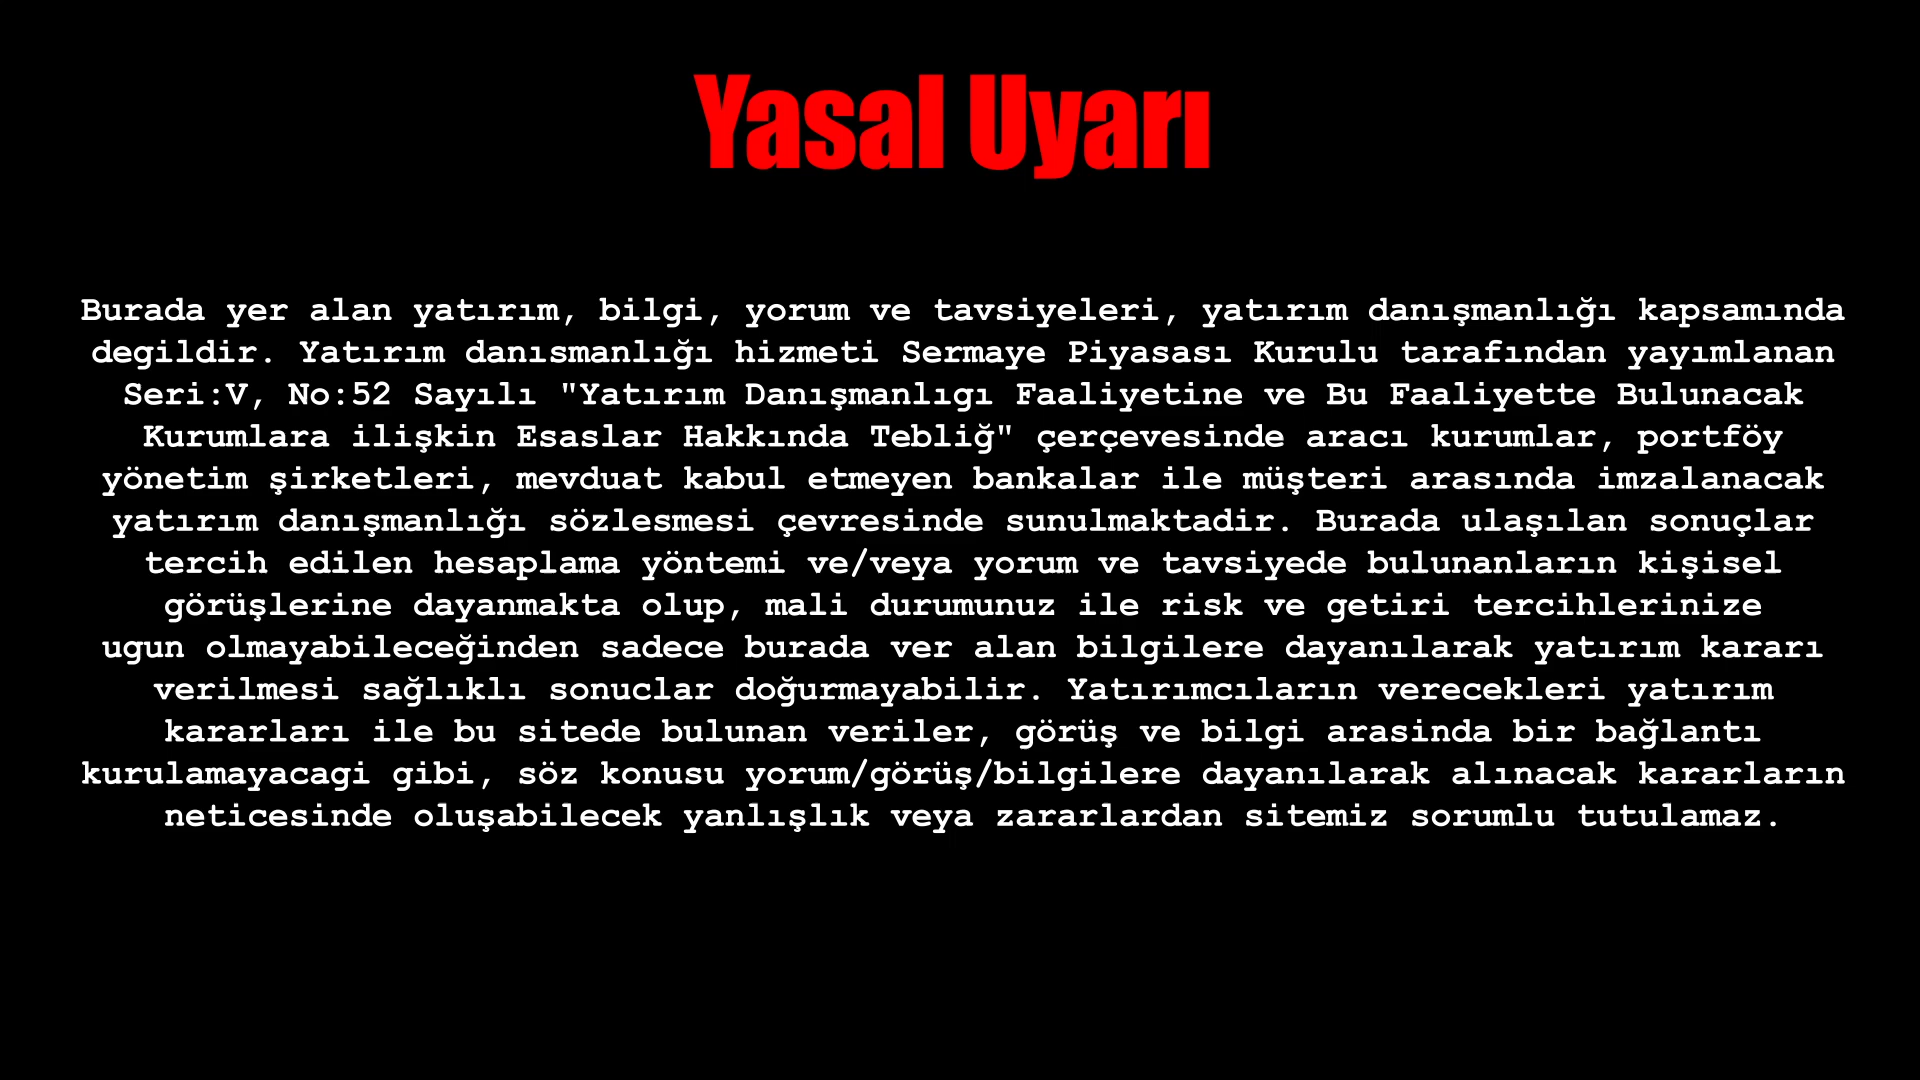 Yasal Uyarı
Burada yer alan yatırım, bilgi, yorum ve tavsiyeleri, yatırım danışmanlığı kapsamında
degildir. Yatırım danısmanlığı hizmeti Sermaye Piyasası Kurulu tarafından yayımlanan
Seri:V, No:52 Sayılı "Yatırım Danışmanlıgı Faaliyetine ve Bu Faaliyette Bulunacak
Kurumlara ilişkin Esaslar Hakkında Tebliğ" çerçevesinde aracı kurumlar, portföy
yönetim şirketleri, mevduat kabul etmeyen bankalar ile müşteri arasında imzalanacak
yatırım danışmanlığı sözlesmesi çevresinde sunulmaktadir. Burada ulaşılan sonuçlar
tercih edilen hesaplama yöntemi ve/veya yorum ve tavsiyede bulunanların kişisel
görüşlerine dayanmakta olup, mali durumunuz ile risk ve getiri tercihlerinize
ugun olmayabileceğinden sadece burada ver alan bilgilere dayanılarak yatırım kararı
verilmesi sağlıklı sonuclar doğurmayabilir. Yatırımcıların verecekleri yatırım
kararları ile bu sitede bulunan veriler, görüş ve bilgi arasinda bir bağlantı
kurulamayacagi gibi, söz konusu yorum/görüş/bilgilere dayanılarak alınacak kararların
neticesinde oluşabilecek yanlışlık veya zararlardan sitemiz sorumlu tutulamaz.